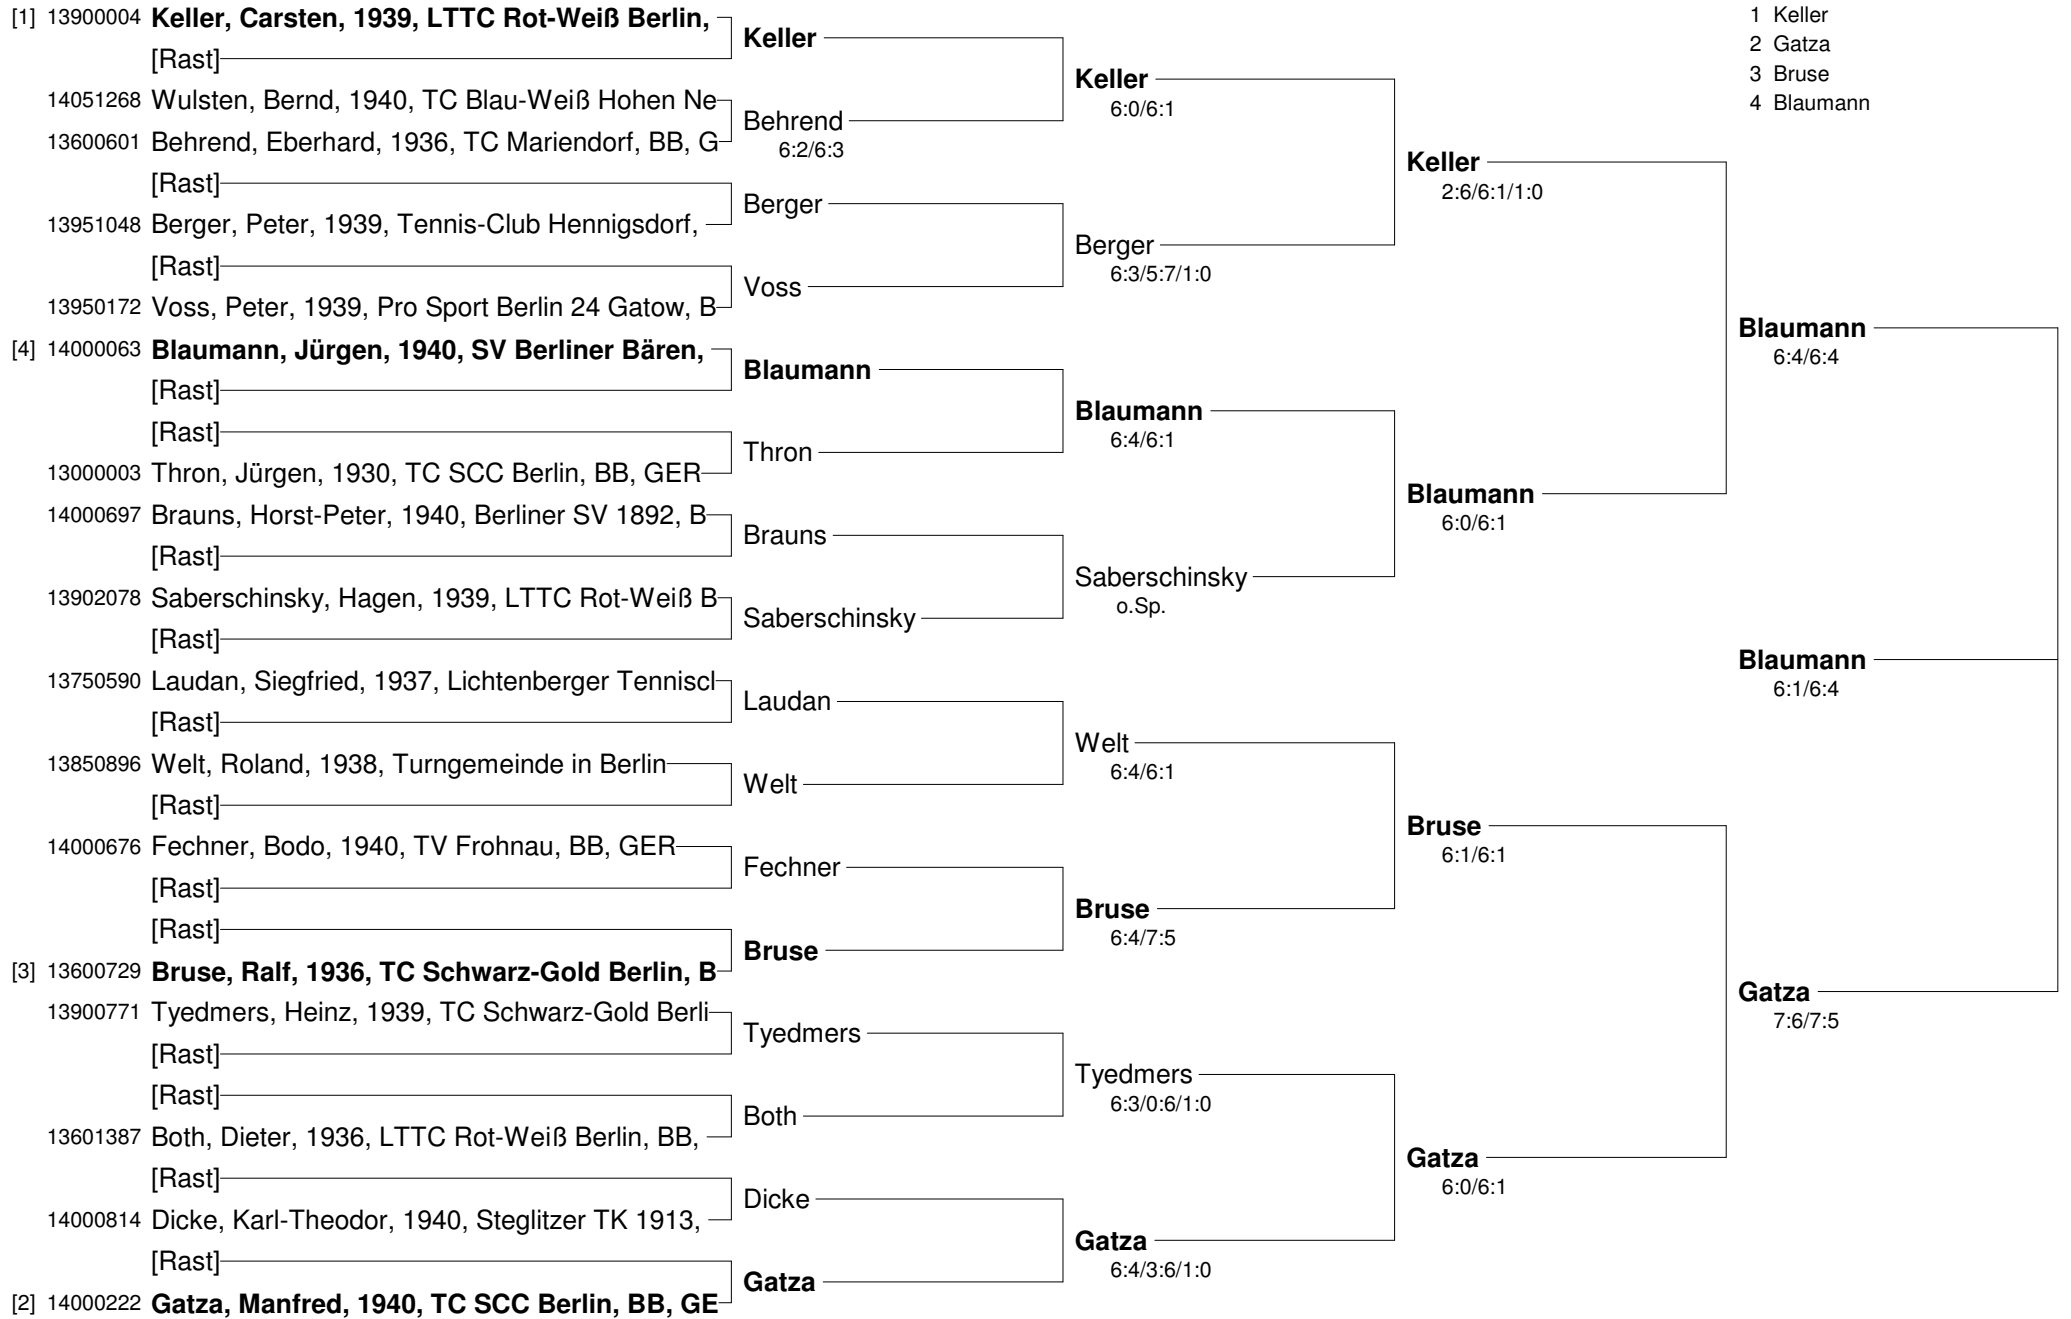 [1] 13900004 Keller, Carsten, 1939, LTTC Rot-Weiß Berlin,
[Rast]
14051268 Wulsten, Bernd, 1940, TC Blau-Weiß Hohen Ne
13600601 Behrend, Eberhard, 1936, TC Mariendorf, BB, G
[Rast]
13951048 Berger, Peter, 1939, Tennis-Club Hennigsdorf,
[Rast]
13950172 Voss, Peter, 1939, Pro Sport Berlin 24 Gatow, B
[4] 14000063 Blaumann, Jürgen, 1940, SV Berliner Bären,
[Rast]
[Rast]
13000003 Thron, Jürgen, 1930, TC SCC Berlin, BB, GER
14000697 Brauns, Horst-Peter, 1940, Berliner SV 1892, B
[Rast]
13902078 Saberschinsky, Hagen, 1939, LTTC Rot-Weiß B
[Rast]
13750590 Laudan, Siegfried, 1937, Lichtenberger Tenniscl
[Rast]
13850896 Welt, Roland, 1938, Turngemeinde in Berlin
[Rast]
14000676 Fechner, Bodo, 1940, TV Frohnau, BB, GER
[Rast]
[Rast]
[3] 13600729 Bruse, Ralf, 1936, TC Schwarz-Gold Berlin, B
13900771 Tyedmers, Heinz, 1939, TC Schwarz-Gold Berli
[Rast]
[Rast]
13601387 Both, Dieter, 1936, LTTC Rot-Weiß Berlin, BB,
[Rast]
14000814 Dicke, Karl-Theodor, 1940, Steglitzer TK 1913,
[Rast]
[2] 14000222 Gatza, Manfred, 1940, TC SCC Berlin, BB, GE
Keller
Behrend
6:2/6:3
Berger
Voss
Blaumann
Thron
Brauns
Saberschinsky
Laudan
Welt
Fechner
Bruse
Tyedmers
Both
Dicke
Gatza
Keller
6:0/6:1
Berger
6:3/5:7/1:0
Blaumann
6:4/6:1
Saberschinsky
o.Sp.
Welt
6:4/6:1
Bruse
6:4/7:5
Tyedmers
6:3/0:6/1:0
Gatza
6:4/3:6/1:0
Keller
2:6/6:1/1:0
Blaumann
6:0/6:1
Bruse
6:1/6:1
Gatza
6:0/6:1
Blaumann
6:4/6:4
Blaumann
6:1/6:4
Gatza
7:6/7:5
1 Keller
2 Gatza
3 Bruse
4 Blaumann